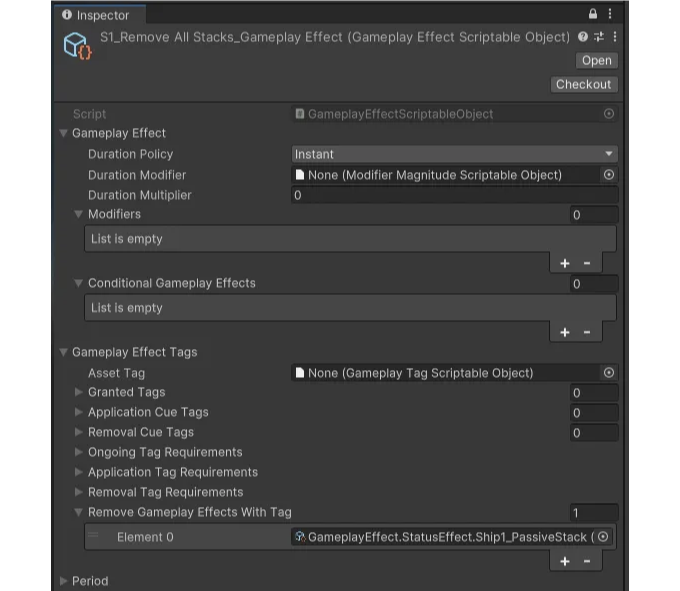 Inspector
S1_Remove All Stacks_Gameplay Effect (Gameplay Effect Scriptable Object)
Open
Checkout
Script GameplayEffectScriptableObject
Gameplay Effect
Duration Policy Instant
Duration Modifier None (Modifier Magnitude Scriptable Object)
Duration Multiplier 0
Modifiers 0
List is empty
+ -
Conditional Gameplay Effects 0
List is empty
+ -
Gameplay Effect Tags
Asset Tag None (Gameplay Tag Scriptable Object)
Granted Tags 0
Application Cue Tags 0
Removal Cue Tags 0
Ongoing Tag Requirements
Application Tag Requirements
Removal Tag Requirements
Remove Gameplay Effects With Tag 1
Element 0 GameplayEffect.StatusEffect.Ship1_PassiveStack (
+ -
Period